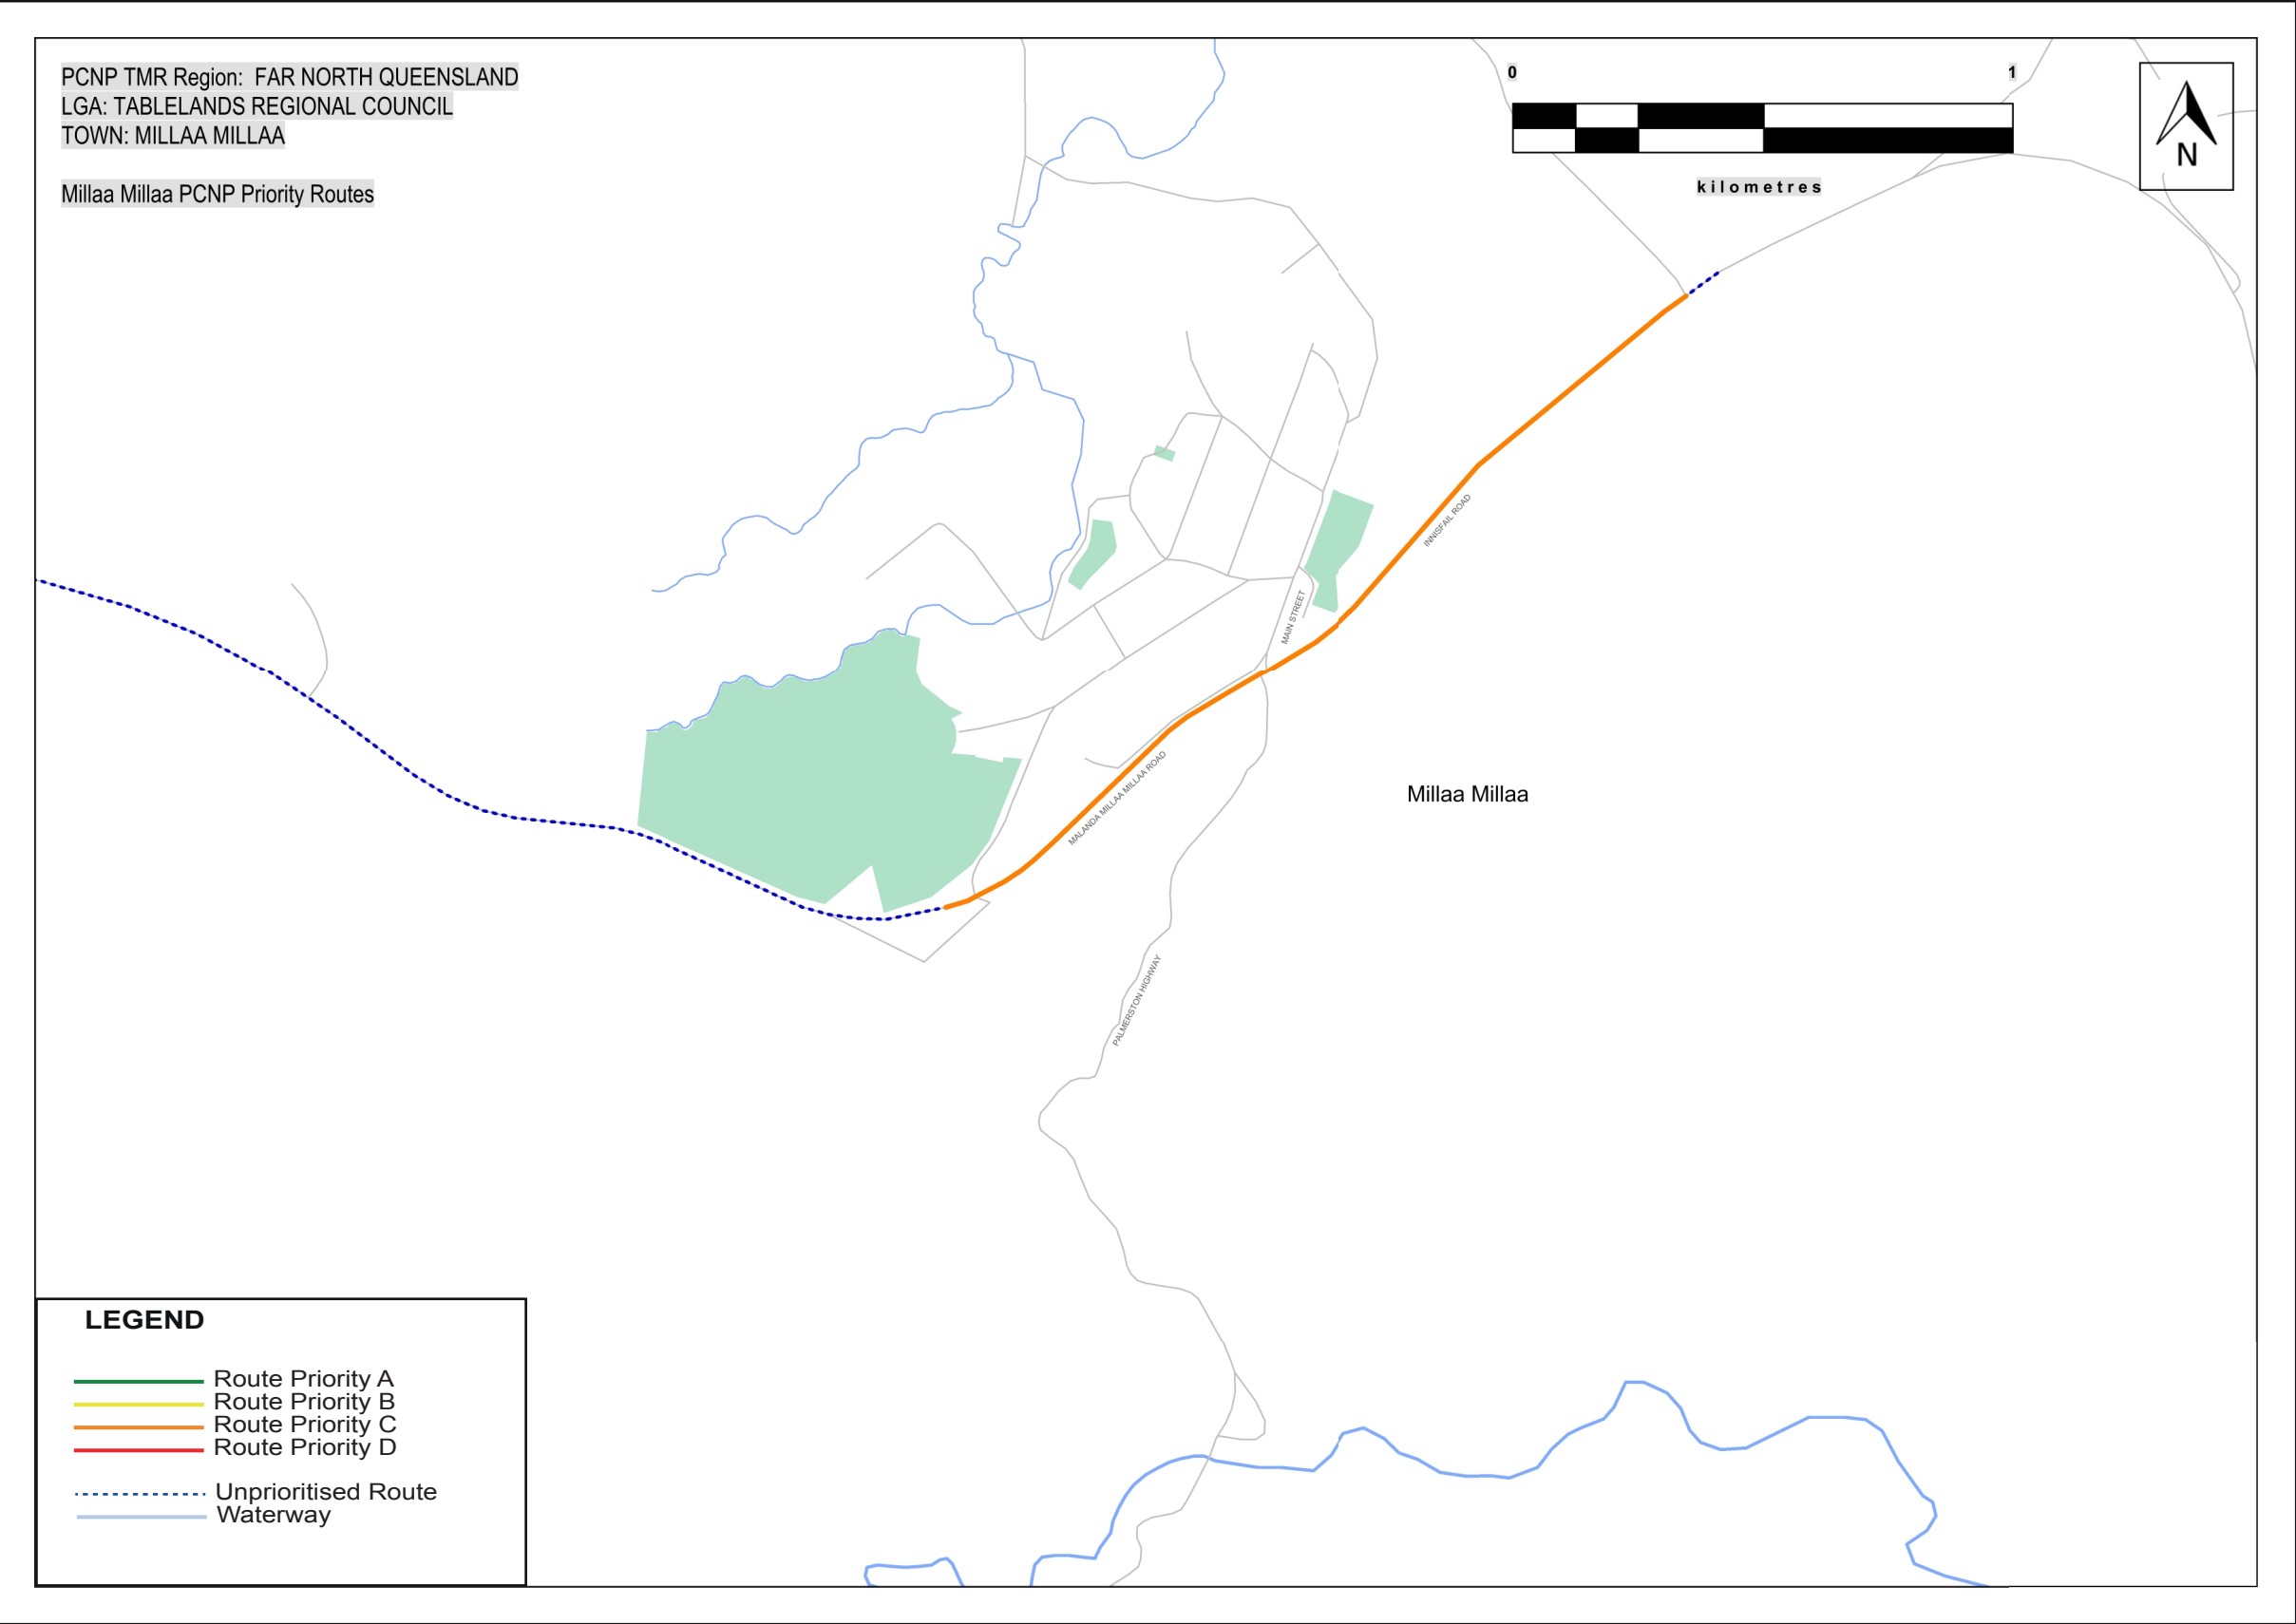 PCNP TMR Region:  FAR NORTH QUEENSLAND
LGA: TABLELANDS REGIONAL COUNCIL
TOWN: MILLAA MILLAA
Millaa Millaa PCNP Priority Routes
0 1
kilometres
N
INNISFAIL ROAD
MAIN STREET
MALANDA MILLAA MILLAA ROAD
Millaa Millaa
PALMERSTON HIGHWAY
LEGEND
Route Priority A
Route Priority B
Route Priority C
Route Priority D
Unprioritised Route
Waterway